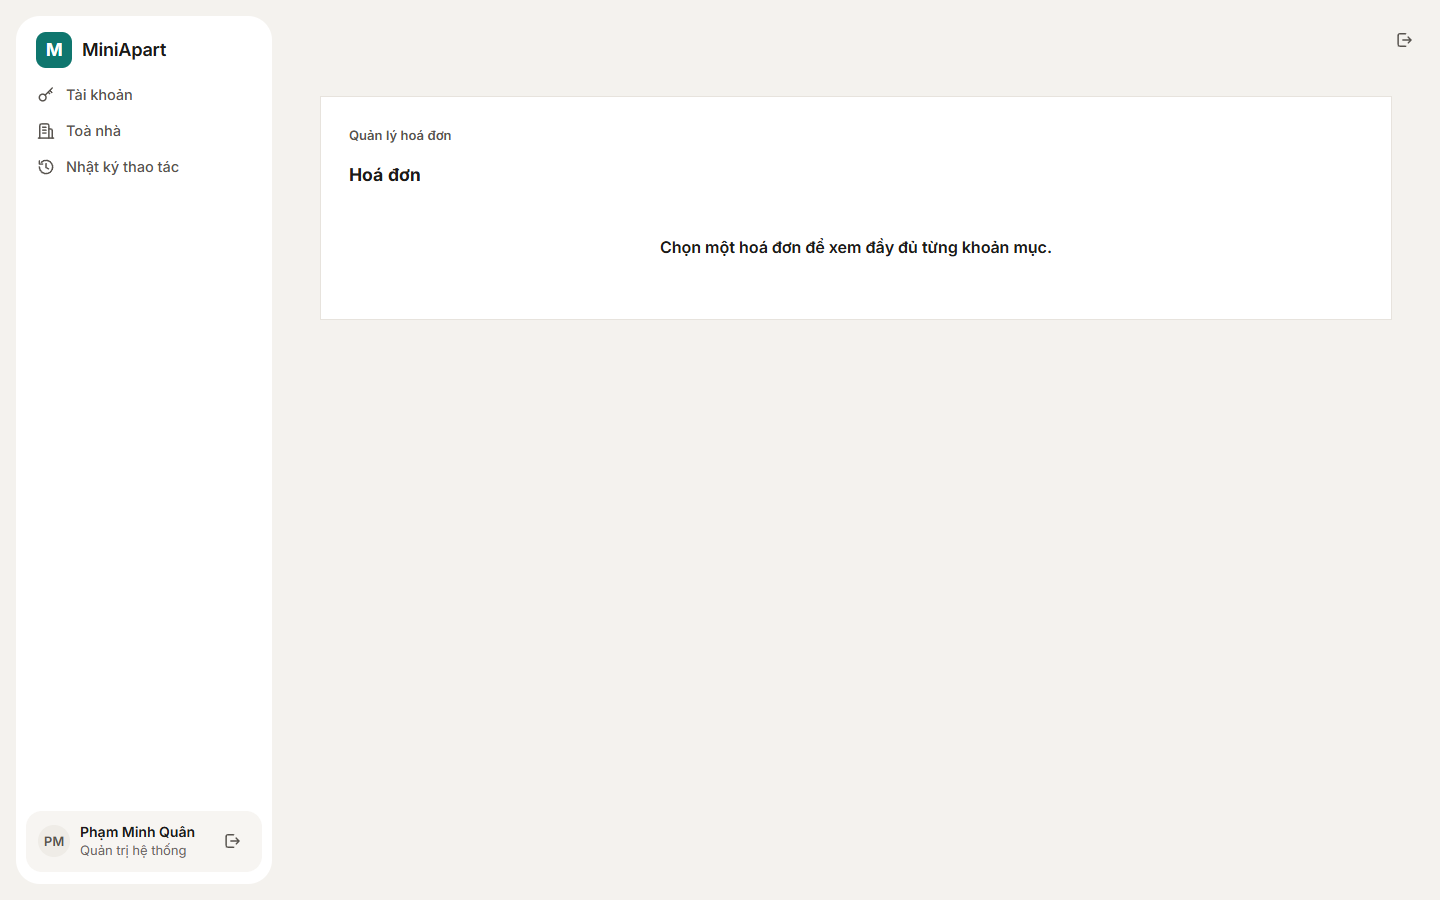 M MiniApart
Tài khoản
Toà nhà
Nhật ký thao tác
Quản lý hoá đơn
Hoá đơn
Chọn một hoá đơn để xem đầy đủ từng khoản mục.
PM
Phạm Minh Quân
Quản trị hệ thống